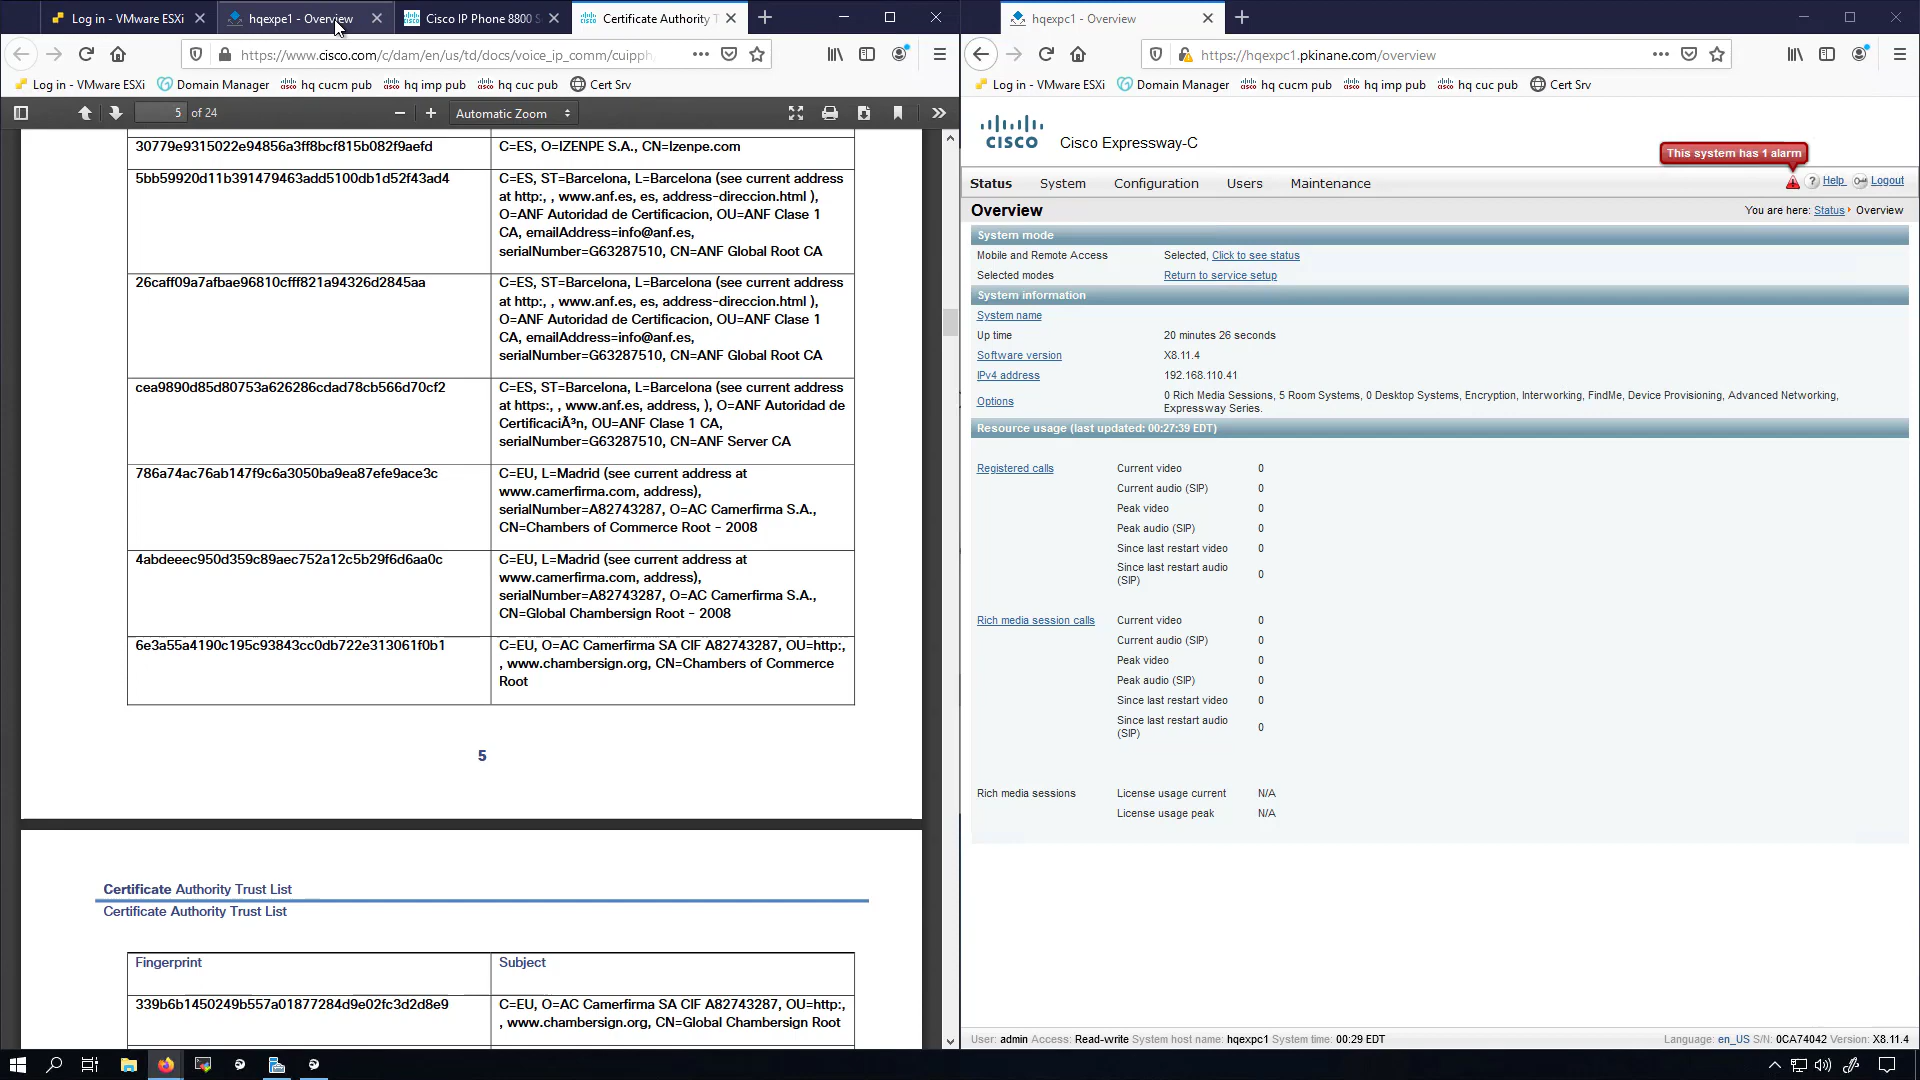 Log in - VMware ESXi
hqexpe1 - Overview
Cisco IP Phone 8800 S
Certificate Authority T
https://www.cisco.com/c/dam/en/us/td/docs/voice_ip_comm/cuiph
Log in - VMware ESXi
Domain Manager
hq cucm pub
hq imp pub
hq cuc pub
Cert Srv
5 of 24
Automatic Zoom
30779e9315022e94856a3ff8bcf815b082f9aefd
C=ES, O=IZENPE S.A., CN=Izenpe.com
5bb59920d11b391479463add5100db1d52f43ad4
C=ES, ST=Barcelona, L=Barcelona (see current address
at http:, , www.anf.es, es, address-direccion.html ),
O=ANF Autoridad de Certificacion, OU=ANF Clase 1
CA, emailAddress=info@anf.es,
serialNumber=G63287510, CN=ANF Global Root CA
26caff09a7afbae96810cfff821a94326d2845aa
C=ES, ST=Barcelona, L=Barcelona (see current address
at http:, , www.anf.es, es, address-direccion.html ),
O=ANF Autoridad de Certificacion, OU=ANF Clase 1
CA, emailAddress=info@anf.es,
serialNumber=G63287510, CN=ANF Global Root CA
cea9890d85d80753a626286cdad78cb566d70cf2
C=ES, ST=Barcelona, L=Barcelona (see current address
at https:, , www.anf.es, address, ), O=ANF Autoridad de
CertificaciÃ³n, OU=ANF Clase 1 CA,
serialNumber=G63287510, CN=ANF Server CA
786a74ac76ab147f9c6a3050ba9ea87efe9ace3c
C=EU, L=Madrid (see current address at
www.camerfirma.com, address),
serialNumber=A82743287, O=AC Camerfirma S.A.,
CN=Chambers of Commerce Root - 2008
4abdeeec950d359c89aec752a12c5b29f6d6aa0c
C=EU, L=Madrid (see current address at
www.camerfirma.com, address),
serialNumber=A82743287, O=AC Camerfirma S.A.,
CN=Global Chambersign Root - 2008
6e3a55a4190c195c93843cc0db722e313061f0b1
C=EU, O=AC Camerfirma SA CIF A82743287, OU=http:,
, www.chambersign.org, CN=Chambers of Commerce
Root
5
Certificate Authority Trust List
Certificate Authority Trust List
Fingerprint
Subject
339b6b1450249b557a01877284d9e02fc3d2d8e9
C=EU, O=AC Camerfirma SA CIF A82743287, OU=http:,
, www.chambersign.org, CN=Global Chambersign Root
hqexpc1 - Overview
https://hqexpc1.pkinane.com/overview
Log in - VMware ESXi
Domain Manager
hq cucm pub
hq imp pub
hq cuc pub
Cert Srv
CISCO
Cisco Expressway-C
This system has 1 alarm
Status
System
Configuration
Users
Maintenance
Help
Logout
Overview
You are here: Status Overview
System mode
Mobile and Remote Access
Selected, Click to see status
Selected modes
Return to service setup
System information
System name
Up time
20 minutes 26 seconds
Software version
X8.11.4
IPv4 address
192.168.110.41
Options
0 Rich Media Sessions, 5 Room Systems, 0 Desktop Systems, Encryption, Interworking, FindMe, Device Provisioning, Advanced Networking,
Expressway Series.
Resource usage (last updated: 00:27:39 EDT)
Registered calls
Current video 0
Current audio (SIP) 0
Peak video 0
Peak audio (SIP) 0
Since last restart video 0
Since last restart audio
(SIP) 0
Rich media session calls
Current video 0
Current audio (SIP) 0
Peak video 0
Peak audio (SIP) 0
Since last restart video 0
Since last restart audio
(SIP) 0
Rich media sessions
License usage current N/A
License usage peak N/A
User: admin Access: Read-write System host name: hqexpc1 System time: 00:29 EDT
Language: en_US S/N: 0CA74042 Version: X8.11.4